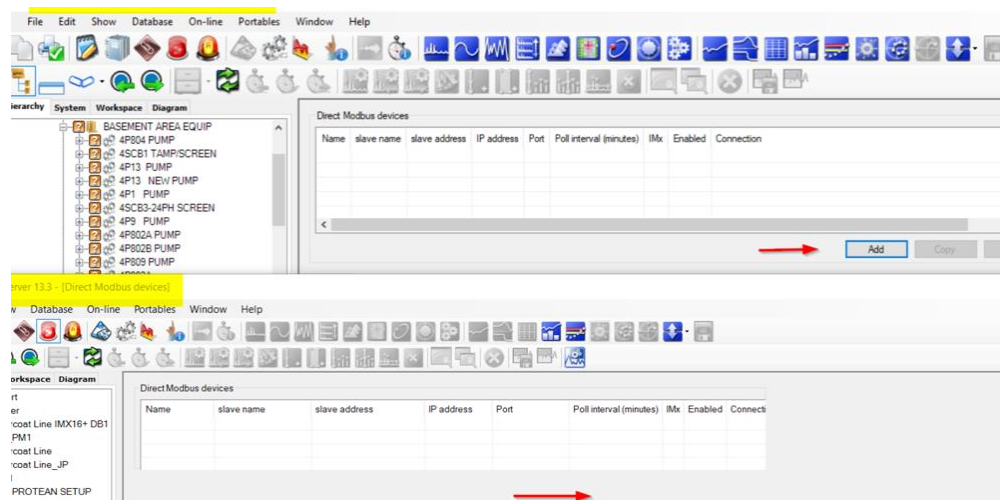 File Edit Show Database On-line Portables Window Help
ierarchy System Workspace Diagram
BASEMENT AREA EQUIP
4P804 PUMP
4SCB1 TAMP/SCREEN
4P13 PUMP
4P13 NEW PUMP
4P1 PUMP
4SCB3-24PH SCREEN
4P9 PUMP
4P802A PUMP
4P802B PUMP
4P809 PUMP
Direct Modbus devices
Name slave name slave address IP address Port Poll interval (minutes) IMx Enabled Connection
Add Copy
erver 13.3 - [Direct Modbus devices]
w Database On-line Portables Window Help
orkspace Diagram
rt
er
rcoat Line IMX16+ DB1
_PM1
rcoat Line
rcoat Line_JP
PROTEAN SETUP
Direct Modbus devices
Name slave name slave address IP address Port Poll interval (minutes) IMx Enabled Connecti